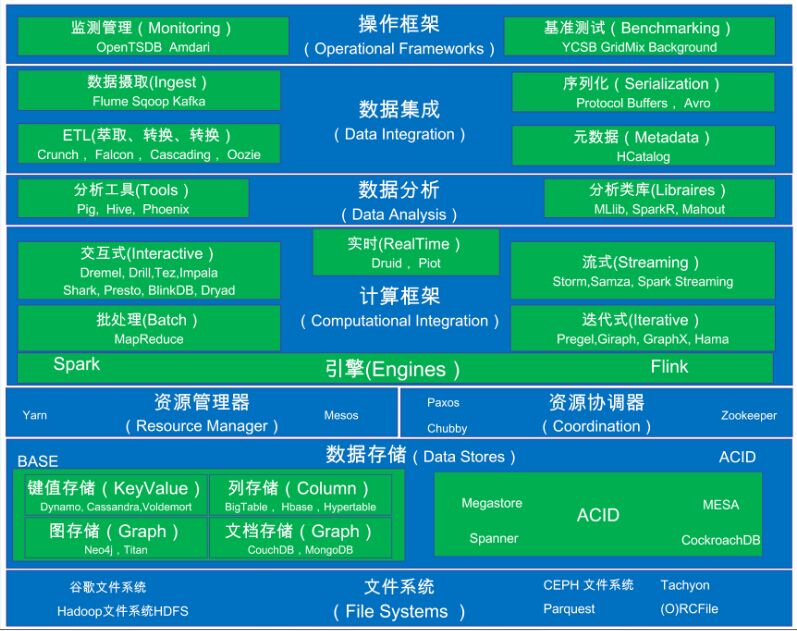 监测管理（Monitoring）
OpenTSDB Amdari
操作框架
（Operational Frameworks）
基准测试（Benchmarking）
YCSB GridMix Background
数据摄取(Ingest）
Flume Sqoop Kafka
ETL(萃取、转换、转换 ）
Crunch ，Falcon ，Cascading ，Oozie
数据集成
（Data Integration）
序列化（Serialization）
Protocol Buffers ， Avro
元数据（Metadata）
HCatalog
分析工具(Tools）
Pig, Hive, Phoenix
数据分析
（Data Analysis）
分析类库(Libraires）
MLlib, SparkR, Mahout
交互式(Interactive）
Dremel, Drill,Tez,Impala
Shark, Presto, BlinkDB, Dryad
批处理(Batch）
MapReduce
实时(RealTime）
Druid ，Piot
计算框架
（Computational Integration）
流式(Streaming）
Storm,Samza, Spark Streaming
迭代式(Iterative）
Pregel,Giraph, GraphX, Hama
Spark
引擎(Engines）
Flink
Yarn
资源管理器
（Resource Manager）
Mesos
Paxos
Chubby
资源协调器
（Coordination）
Zookeeper
BASE
数据存储（Data Stores）
ACID
键值存储（KeyValue）
Dynamo, Cassandra,Voldemort
列存储（Column）
BigTable ，Hbase，Hypertable
图存储（Graph）
Neo4j，Titan
文档存储（Graph）
CouchDB，MongoDB
Megastore
Spanner
ACID
MESA
CockroachDB
谷歌文件系统
Hadoop文件系统HDFS
文件系统
（File Systems ）
CEPH 文件系统
Parquest
Tachyon
(O)RCFile